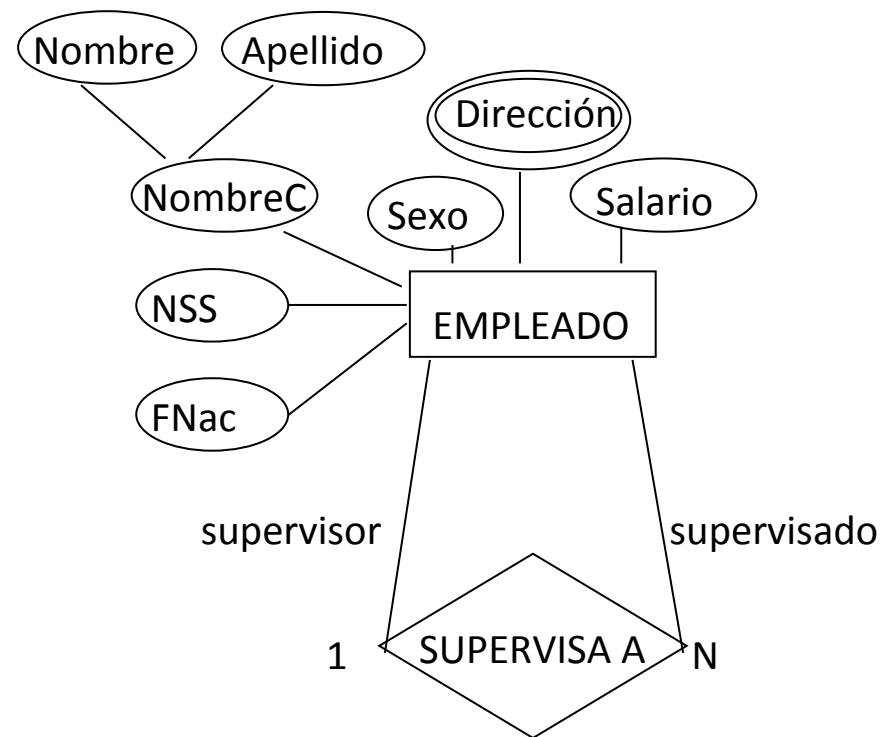 Nombre
Apellido
Dirección
NombreC
Sexo
Salario
NSS
EMPLEADO
FNac
supervisor
supervisado
1
SUPERVISA A
N